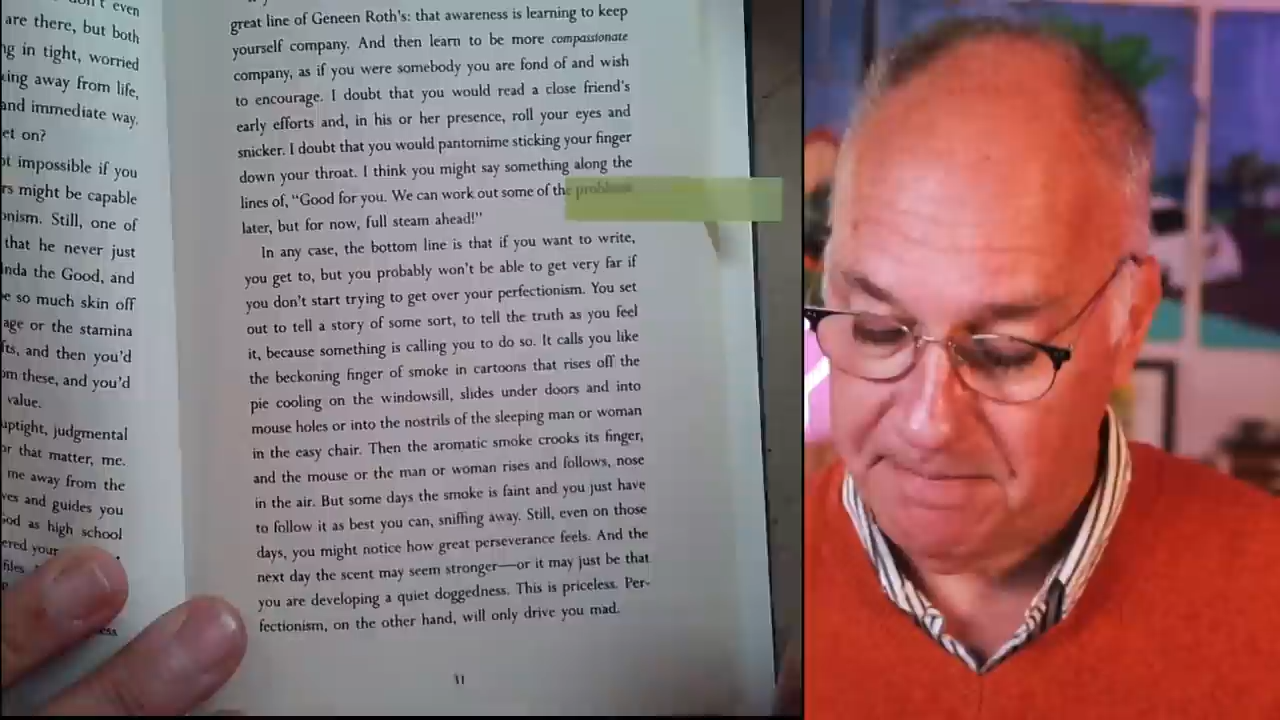 n't even
are there, but both
in tight, worried
away from life,
and immediate way.
et on?
impossible if you
might be capable
Still, one of
that he never just
the Good, and
so much skin off
or the stamina
and then you'd
these, and you'd
value.
uptight, judgmental
that matter, me.
me away from the
and guides you
as high school
your
files
great line of Geneen Roth's: that awareness is learning to keep
yourself company. And then learn to be more compassionate
company, as if you were somebody you are fond of and wish
to encourage. I doubt that you would read a close friend's
early efforts and, in his or her presence, roll your eyes and
snicker. I doubt that you would pantomime sticking your finger
down your throat. I think you might say something along the
lines of, “Good for you. We can work out some of the problems
later, but for now, full steam ahead!”
In any case, the bottom line is that if you want to write,
you get to, but you probably won't be able to get very far if
you don't start trying to get over your perfectionism. You set
out to tell a story of some sort, to tell the truth as you feel
it, because something is calling you to do so. It calls you like
the beckoning finger of smoke in cartoons that rises off the
pie cooling on the windowsill, slides under doors and into
mouse holes or into the nostrils of the sleeping man or woman
in the easy chair. Then the aromatic smoke crooks its finger,
and the mouse or the man or woman rises and follows, nose
in the air. But some days the smoke is faint and you just have
to follow it as best you can, sniffing away. Still, even on those
days, you might notice how great perseverance feels. And the
next day the scent may seem stronger—or it may just be that
you are developing a quiet doggedness. This is priceless. Per-
fectionism, on the other hand, will only drive you mad.
31